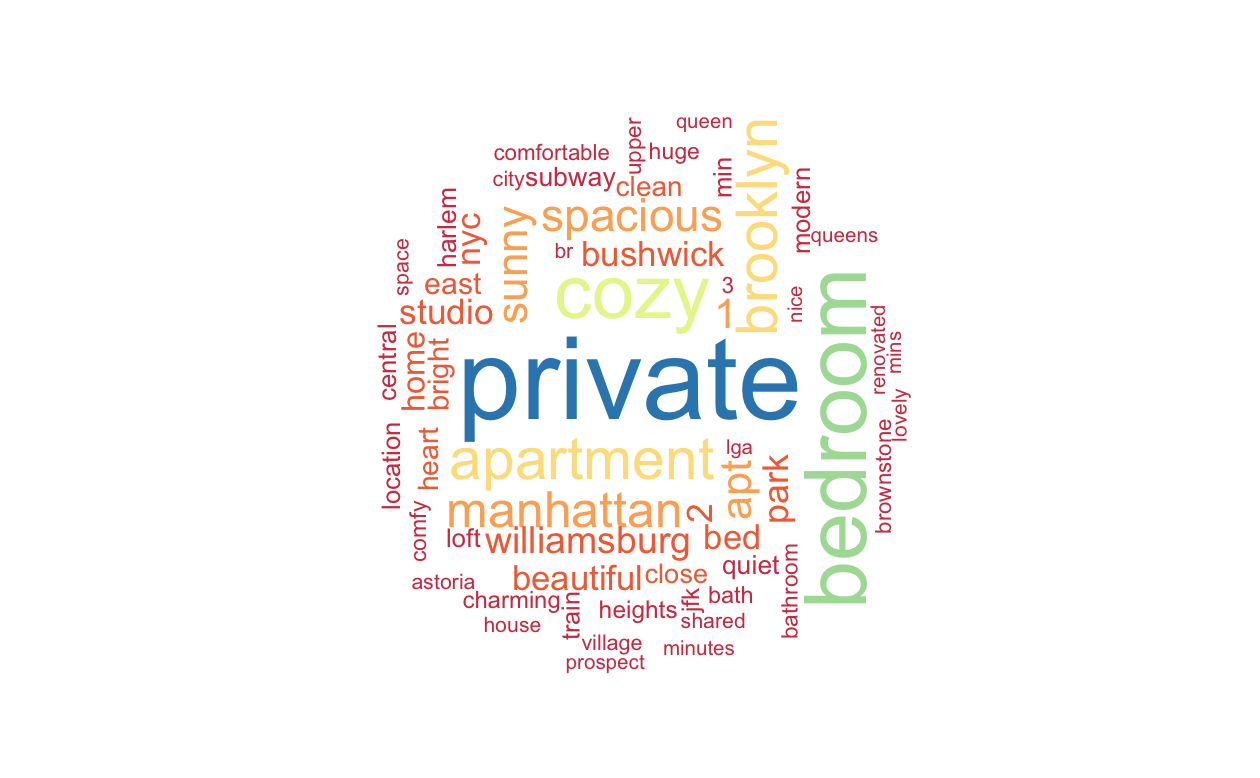 queen
comfortable
upper
huge
brooklyn
city
subway
clean
min
modern
harlem
nyc
sunny
spacious
queens
space
br
bushwick
east
cozy
3
nice
bedroom
studio
1
central
home
bright
private
renovated
mins
lovely
location
heart
apartment
lga
apt
park
brownstone
manhattan
2
comfy
loft
williamsburg
bed
quiet
bathroom
astoria
beautiful
close
charming
train
heights
jfk
bath
house
shared
village
minutes
prospect